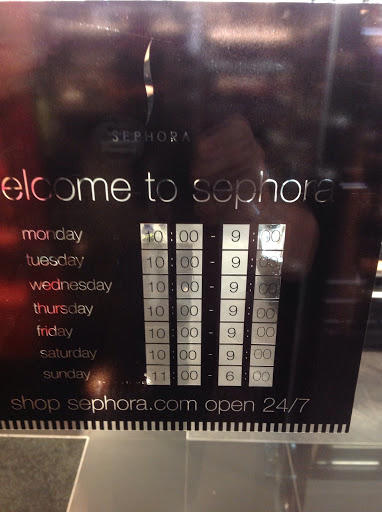 SEPHORA
elcome to sephora
monday 10:00 - 9:00
tuesday 10:00 - 9:00
wednesday 10:00 - 9:00
thursday 10:00 - 9:00
friday 10:00 - 9:00
saturday 10:00 - 9:00
sunday 11:00 - 6:00
shop sephora.com open 24/7